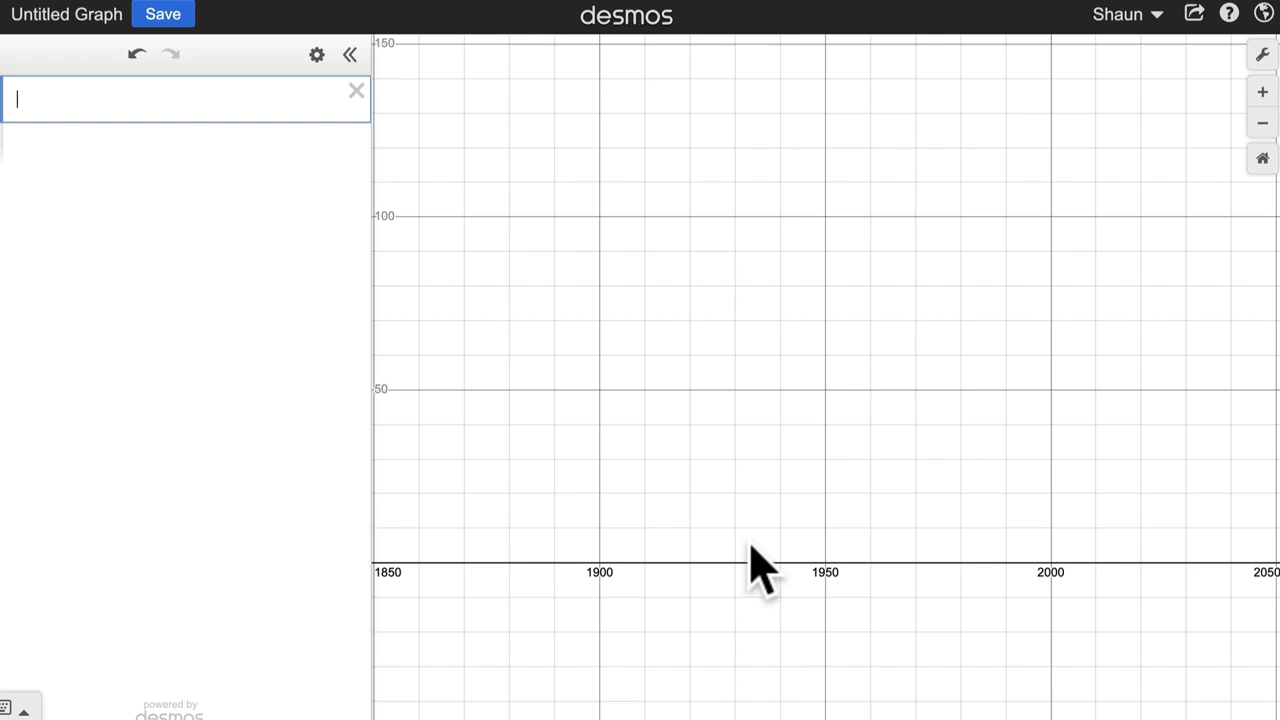 Untitled Graph Save desmos Shaun
150
100
50
1850 1900 1950 2000 2050
powered by
desmos